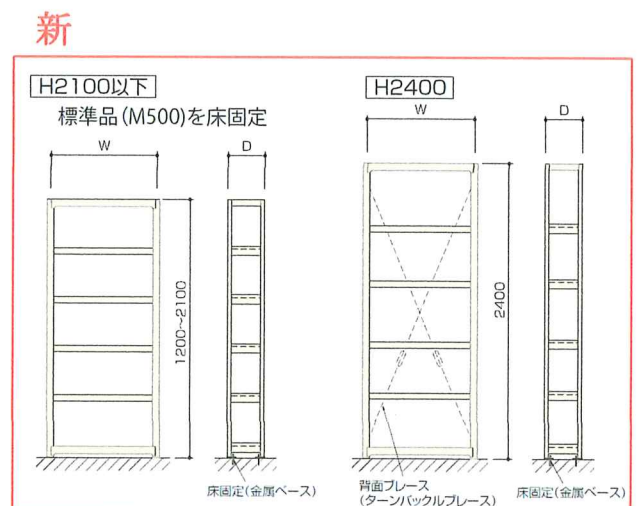 新
H2100以下
標準品(M500)を床固定
W
D
1200~2100
床固定(金属ベース)
H2400
W
D
2400
背面ブレース
(ターンバックルブレース)
床固定(金属ベース)